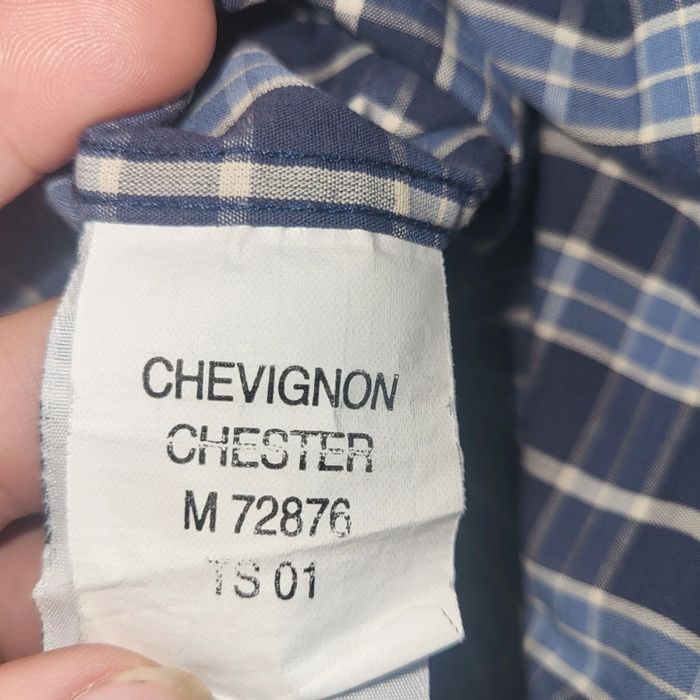 CHEVIGNON
CHESTER
M 72876
TS 01